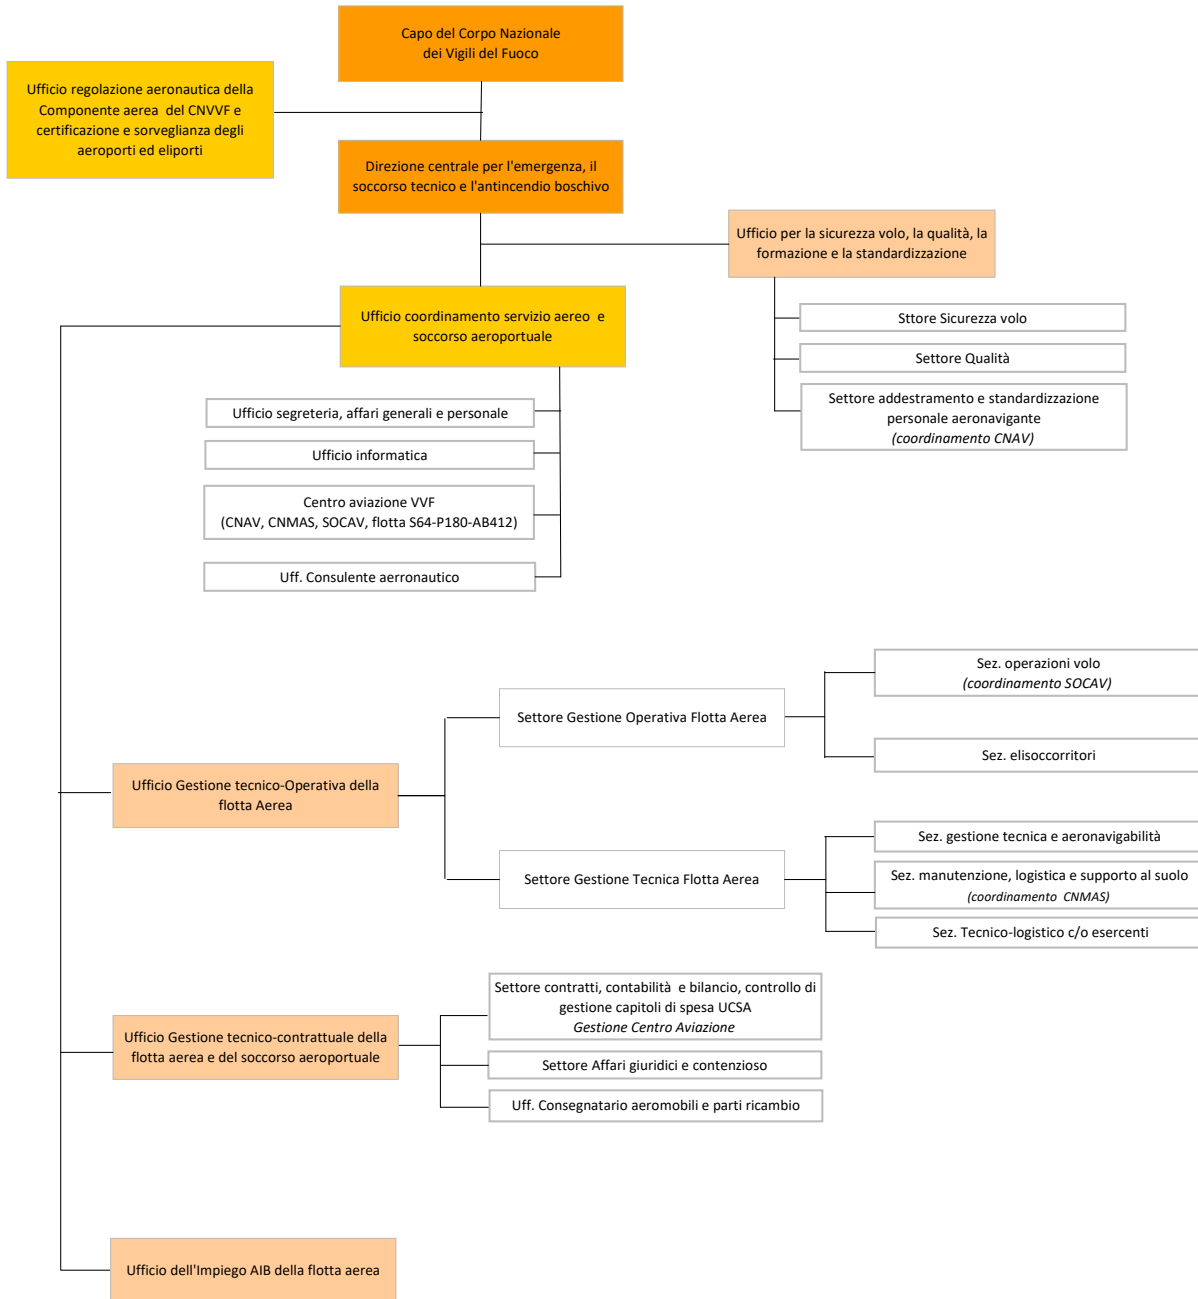 Capo del Corpo Nazionale
dei Vigili del Fuoco
Ufficio regolazione aeronautica della
Componente aerea del CNVVF e
certificazione e sorveglianza degli
aeroporti ed eliporti
Direzione centrale per l'emergenza, il
soccorso tecnico e l'antincendio boschivo
Ufficio per la sicurezza volo, la qualità, la
formazione e la standardizzazione
Sttore Sicurezza volo
Settore Qualità
Settore addestramento e standardizzazione
personale aeronavigante
(coordinamento CNAV)
Ufficio coordinamento servizio aereo e
soccorso aeroportuale
Ufficio segreteria, affari generali e personale
Ufficio informatica
Centro aviazione VVF
(CNAV, CNMAS, SOCAV, flotta S64-P180-AB412)
Uff. Consulente aerronautico
Sez. operazioni volo
(coordinamento SOCAV)
Settore Gestione Operativa Flotta Aerea
Sez. elisoccorritori
Ufficio Gestione tecnico-Operativa della
flotta Aerea
Sez. gestione tecnica e aeronavigabilità
Settore Gestione Tecnica Flotta Aerea
Sez. manutenzione, logistica e supporto al suolo
(coordinamento CNMAS)
Sez. Tecnico-logistico c/o esercenti
Settore contratti, contabilità e bilancio, controllo di
gestione capitoli di spesa UCSA
Gestione Centro Aviazione
Ufficio Gestione tecnico-contrattuale della
flotta aerea e del soccorso aeroportuale
Settore Affari giuridici e contenzioso
Uff. Consegnatario aeromobili e parti ricambio
Ufficio dell'Impiego AIB della flotta aerea